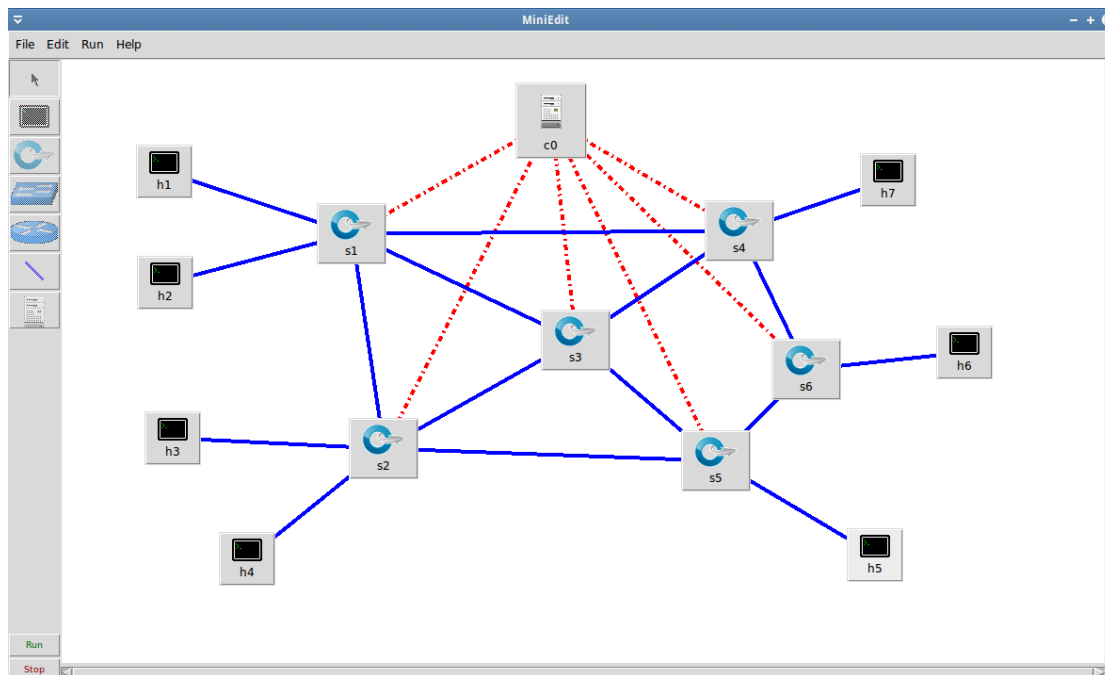 MiniEdit
File Edit Run Help
c0
h1
h7
s1
s4
h2
s3
h6
s6
h3
s2
s5
h4
h5
Run
Stop